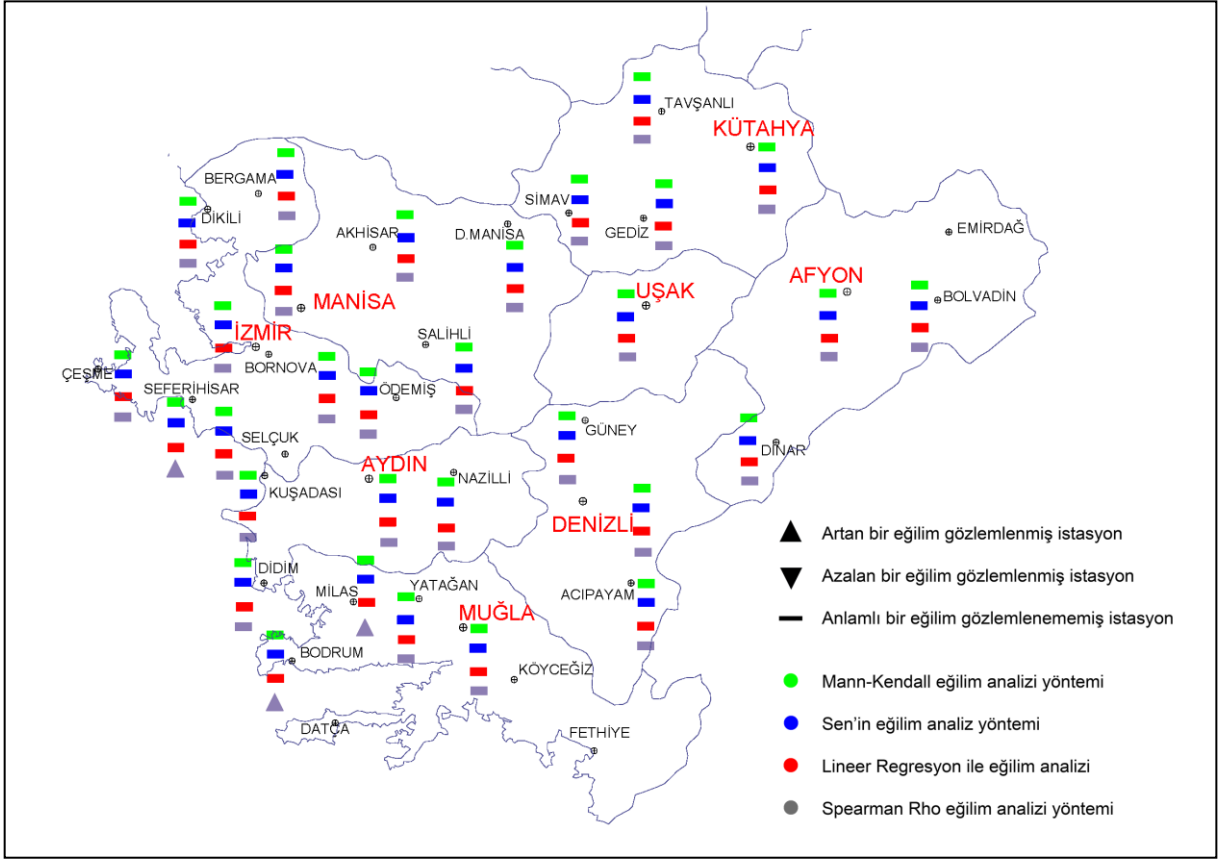 TAVŞANLI
KÜTAHYA
BERGAMA
DİKİLİ
SİMAV
GEDİZ
AKHİSAR
D.MANİSA
EMİRDAĞ
AFYON
UŞAK
BOLVADİN
MANİSA
İZMİR
BORNOVA
SALİHLİ
ÇEŞME
SEFERİHİSAR
ÖDEMİŞ
GÜNEY
SELÇUK
DİNAR
AYDIN
NAZİLLİ
KUŞADASI
DENİZLİ
DİDİM
MİLAS
YATAĞAN
ACIPAYAM
MUĞLA
BODRUM
KÖYCEĞİZ
DATÇA
FETHİYE
Artan bir eğilim gözlemlenmiş istasyon
Azalan bir eğilim gözlemlenmiş istasyon
Anlamlı bir eğilim gözlemlenememiş istasyon
Mann-Kendall eğilim analizi yöntemi
Sen’in eğilim analiz yöntemi
Lineer Regresyon ile eğilim analizi
Spearman Rho eğilim analizi yöntemi